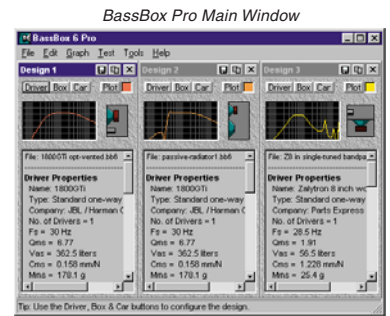 BassBox Pro Main Window
BassBox 6 Pro
File Edit Graph Test Tools Help
Design 1
Driver Box Car Plot
File: 1800GTi opt-vented.bb6
Driver Properties
Name: 1800GTi
Type: Standard one-way
Company: JBL / Harman
No. of Drivers = 1
Fs = 30 Hz
Qms = 6.77
Vas = 362.5 liters
Cms = 0.158 mm/N
Mms = 178.1 g
Design 2
Driver Box Car Plot
File: passive-radiator1.bb6
Driver Properties
Name: 1800GTi
Type: Standard one-way
Company: JBL / Harman
No. of Drivers = 1
Fs = 30 Hz
Qms = 6.77
Vas = 362.5 liters
Cms = 0.158 mm/N
Mms = 178.1 g
Design 3
Driver Box Car Plot
File: Z8 in single-tuned bandpa
Driver Properties
Name: Zalytron 8 inch wo
Type: Standard one-way
Company: Parts Express
No. of Drivers = 1
Fs = 28.5 Hz
Qms = 1.91
Vas = 56.5 liters
Cms = 1.228 mm/N
Mms = 25.4 g
Tip: Use the Driver, Box & Car buttons to configure the design.